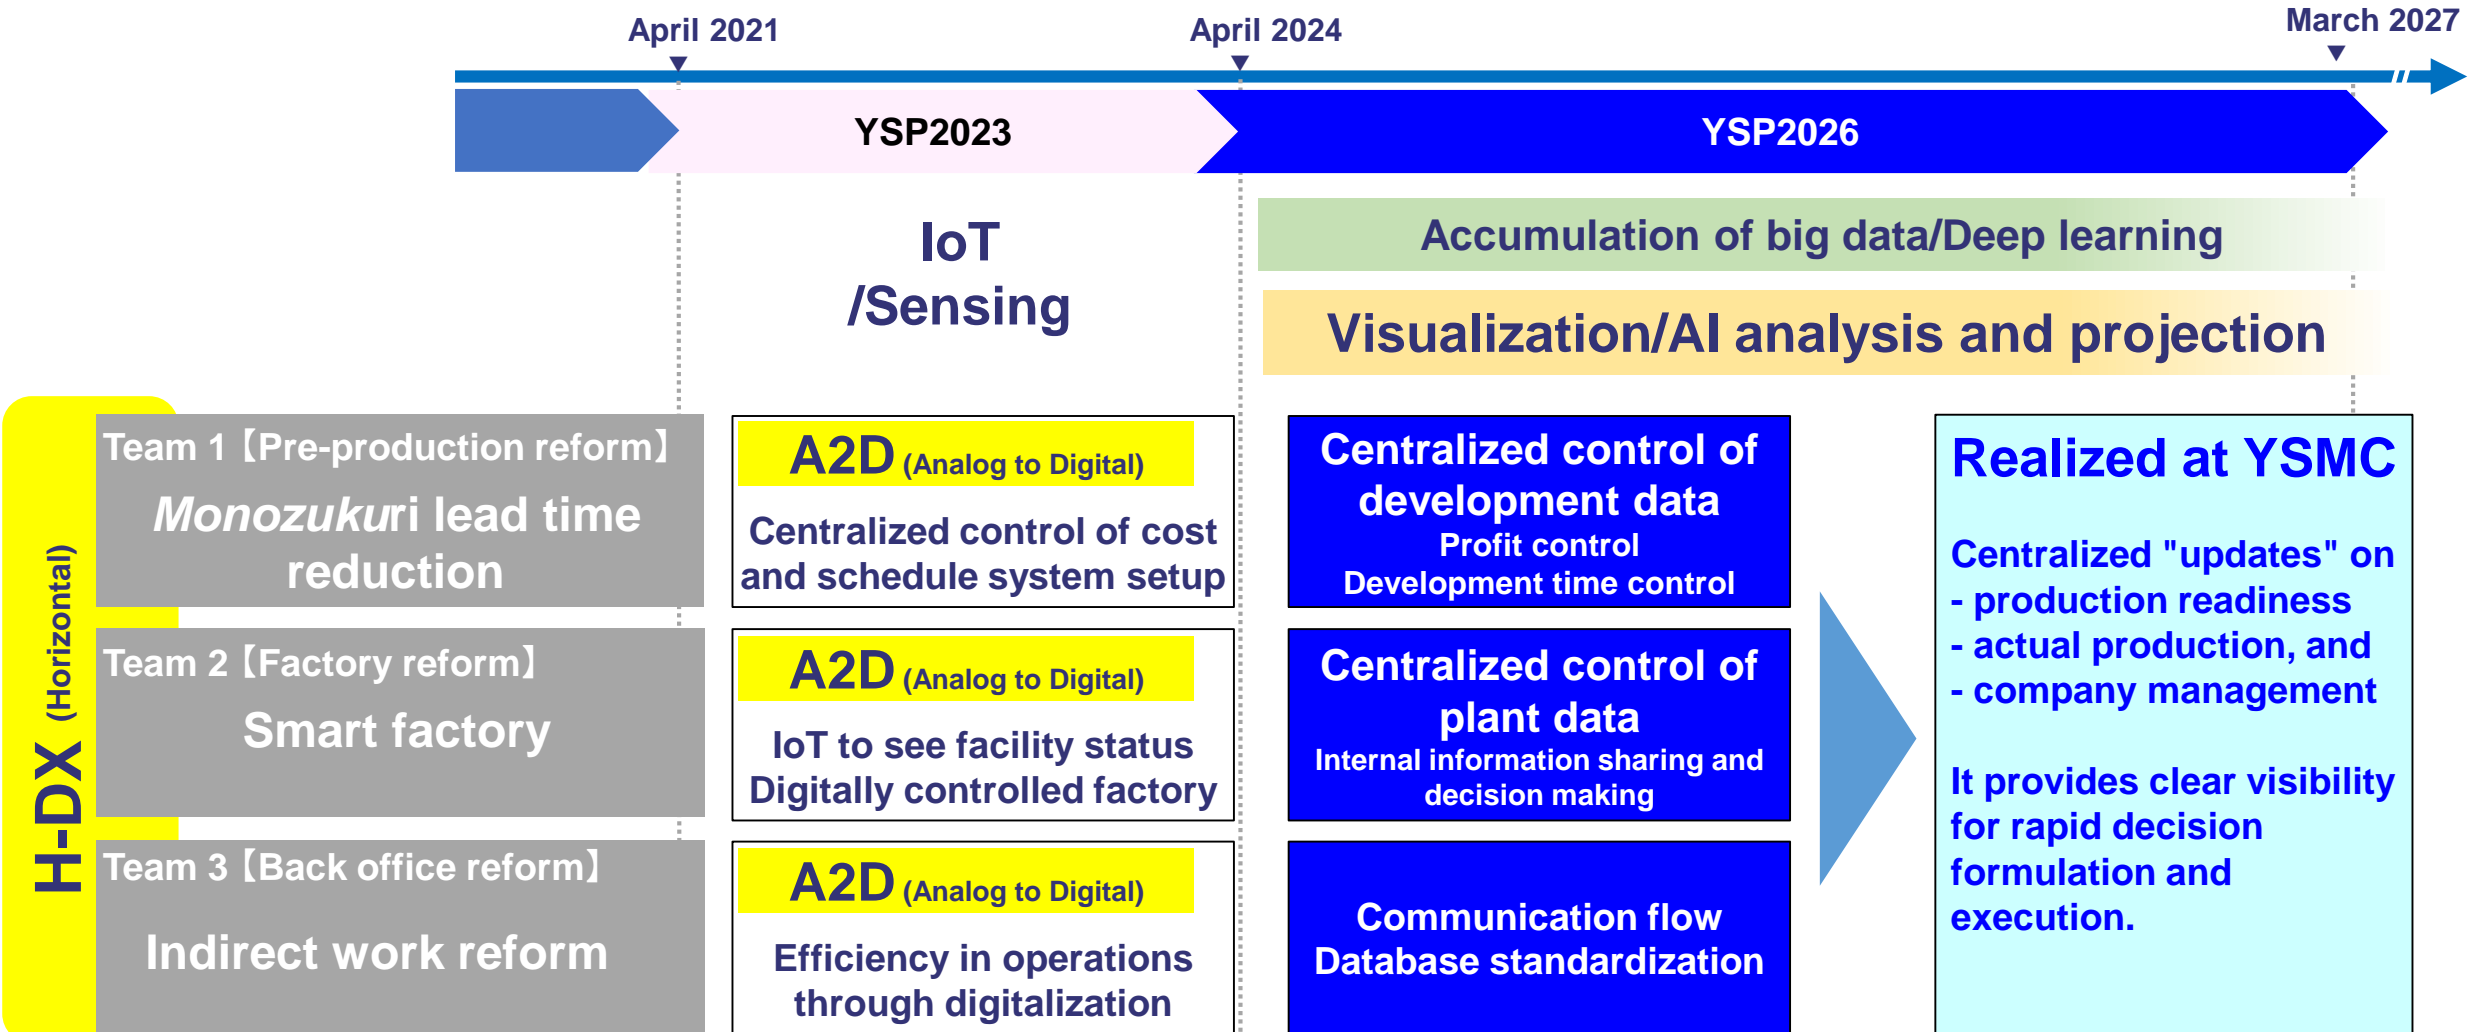 April 2021
April 2024
March 2027
YSP2023
YSP2026
IoT
/Sensing
Accumulation of big data/Deep learning
Visualization/AI analysis and projection
H-DX (Horizontal)
Team 1【Pre-production reform】
Monozukuri lead time
reduction
A2D (Analog to Digital)
Centralized control of cost
and schedule system setup
Centralized control of
development data
Profit control
Development time control
Team 2【Factory reform】
Smart factory
A2D (Analog to Digital)
IoT to see facility status
Digitally controlled factory
Centralized control of
plant data
Internal information sharing and
decision making
Team 3【Back office reform】
Indirect work reform
A2D (Analog to Digital)
Efficiency in operations
through digitalization
Communication flow
Database standardization
Realized at YSMC
Centralized "updates" on
- production readiness
- actual production, and
- company management
It provides clear visibility
for rapid decision
formulation and
execution.